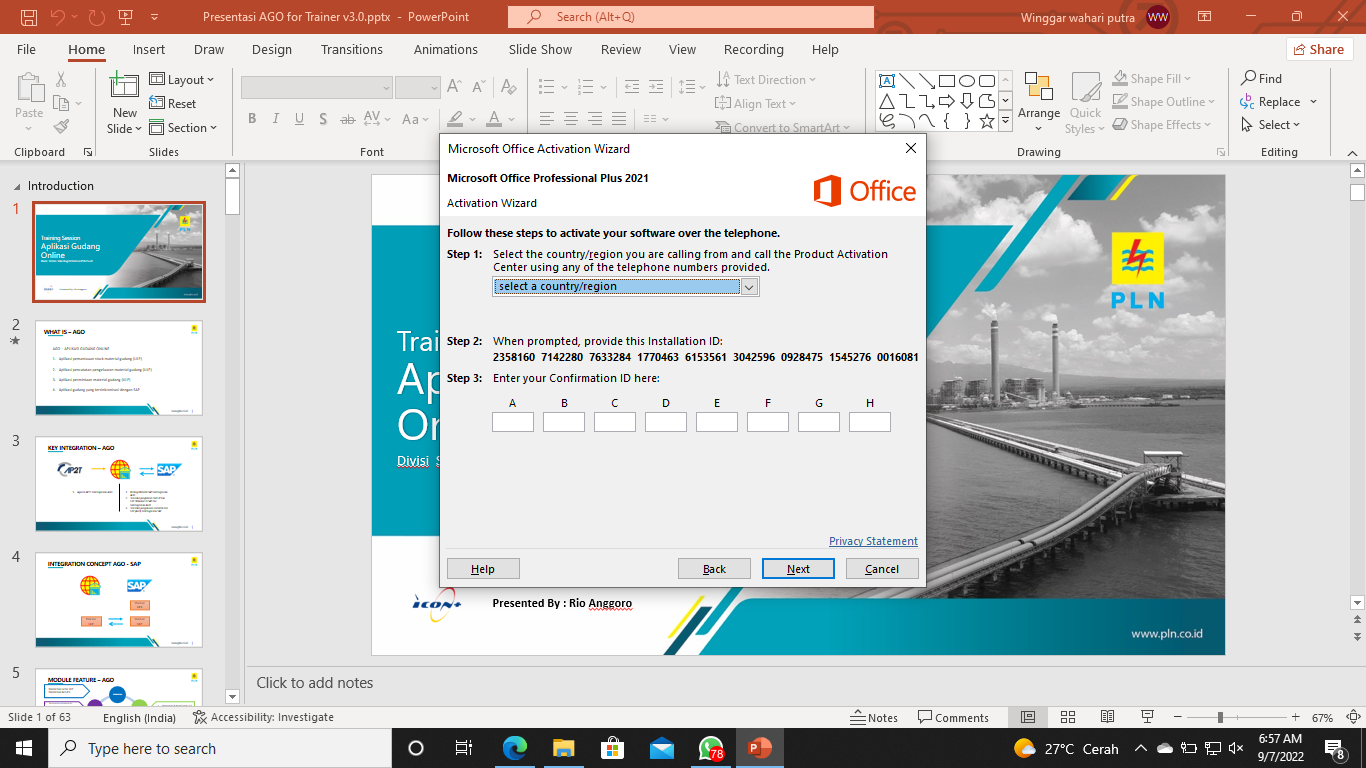 Presentasi AGO for Trainer v3.0.pptx - PowerPoint
Search (Alt+Q)
Winggar wahari putra WW
File Home Insert Draw Design Transitions Animations Slide Show Review View Recording Help
Share
Paste
Clipboard
New Slide
Layout
Reset
Section
Slides
B I U S ab AV Aa A
Font
Text Direction
Align Text
Convert to SmartArt
Arrange
Quick Styles
Shape Fill
Shape Outline
Shape Effects
Drawing
Find
Replace
Select
Editing
Introduction
1
Training Session
Aplikasi Gudang
Online
PLN
2
WHAT IS – AGO
3
KEY INTEGRATION – AGO
AP2T
SAP
4
INTEGRATION CONCEPT AGO - SAP
SAP
5
MODULE FEATURE – AGO
Microsoft Office Activation Wizard
Microsoft Office Professional Plus 2021
Activation Wizard
Office
Follow these steps to activate your software over the telephone.
Step 1: Select the country/region you are calling from and call the Product Activation
Center using any of the telephone numbers provided.
select a country/region
Step 2: When prompted, provide this Installation ID:
2358160 7142280 7633284 1770463 6153561 3042596 0928475 1545276 0016081
Step 3: Enter your Confirmation ID here:
A B C D E F G H
Privacy Statement
Help Back Next Cancel
Trai
Ap
Or
Divisi S
PLN
icon+
Presented By : Rio Anggoro
www.pln.co.id
Click to add notes
Slide 1 of 63
English (India)
Accessibility: Investigate
Notes
Comments
67%
Type here to search
78
27°C Cerah
6:57 AM
9/7/2022
8